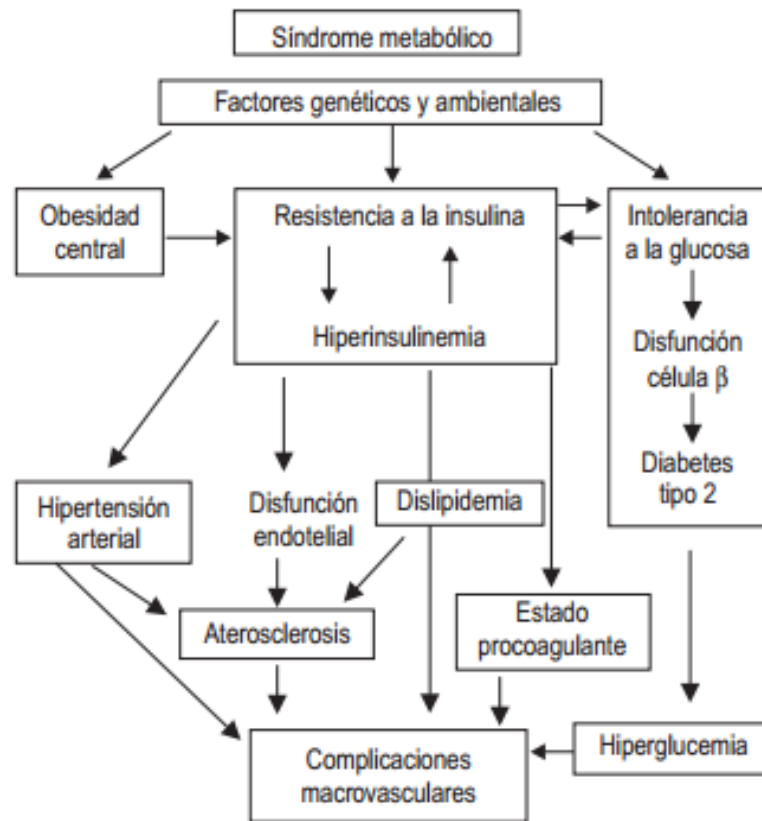 Síndrome metabólico
Factores genéticos y ambientales
Obesidad
central
Resistencia a la insulina
Hiperinsulinemia
Intolerancia
a la glucosa
Disfunción
célula β
Diabetes
tipo 2
Hipertensión
arterial
Disfunción
endotelial
Dislipidemia
Aterosclerosis
Estado
procoagulante
Complicaciones
macrovasculares
Hiperglucemia